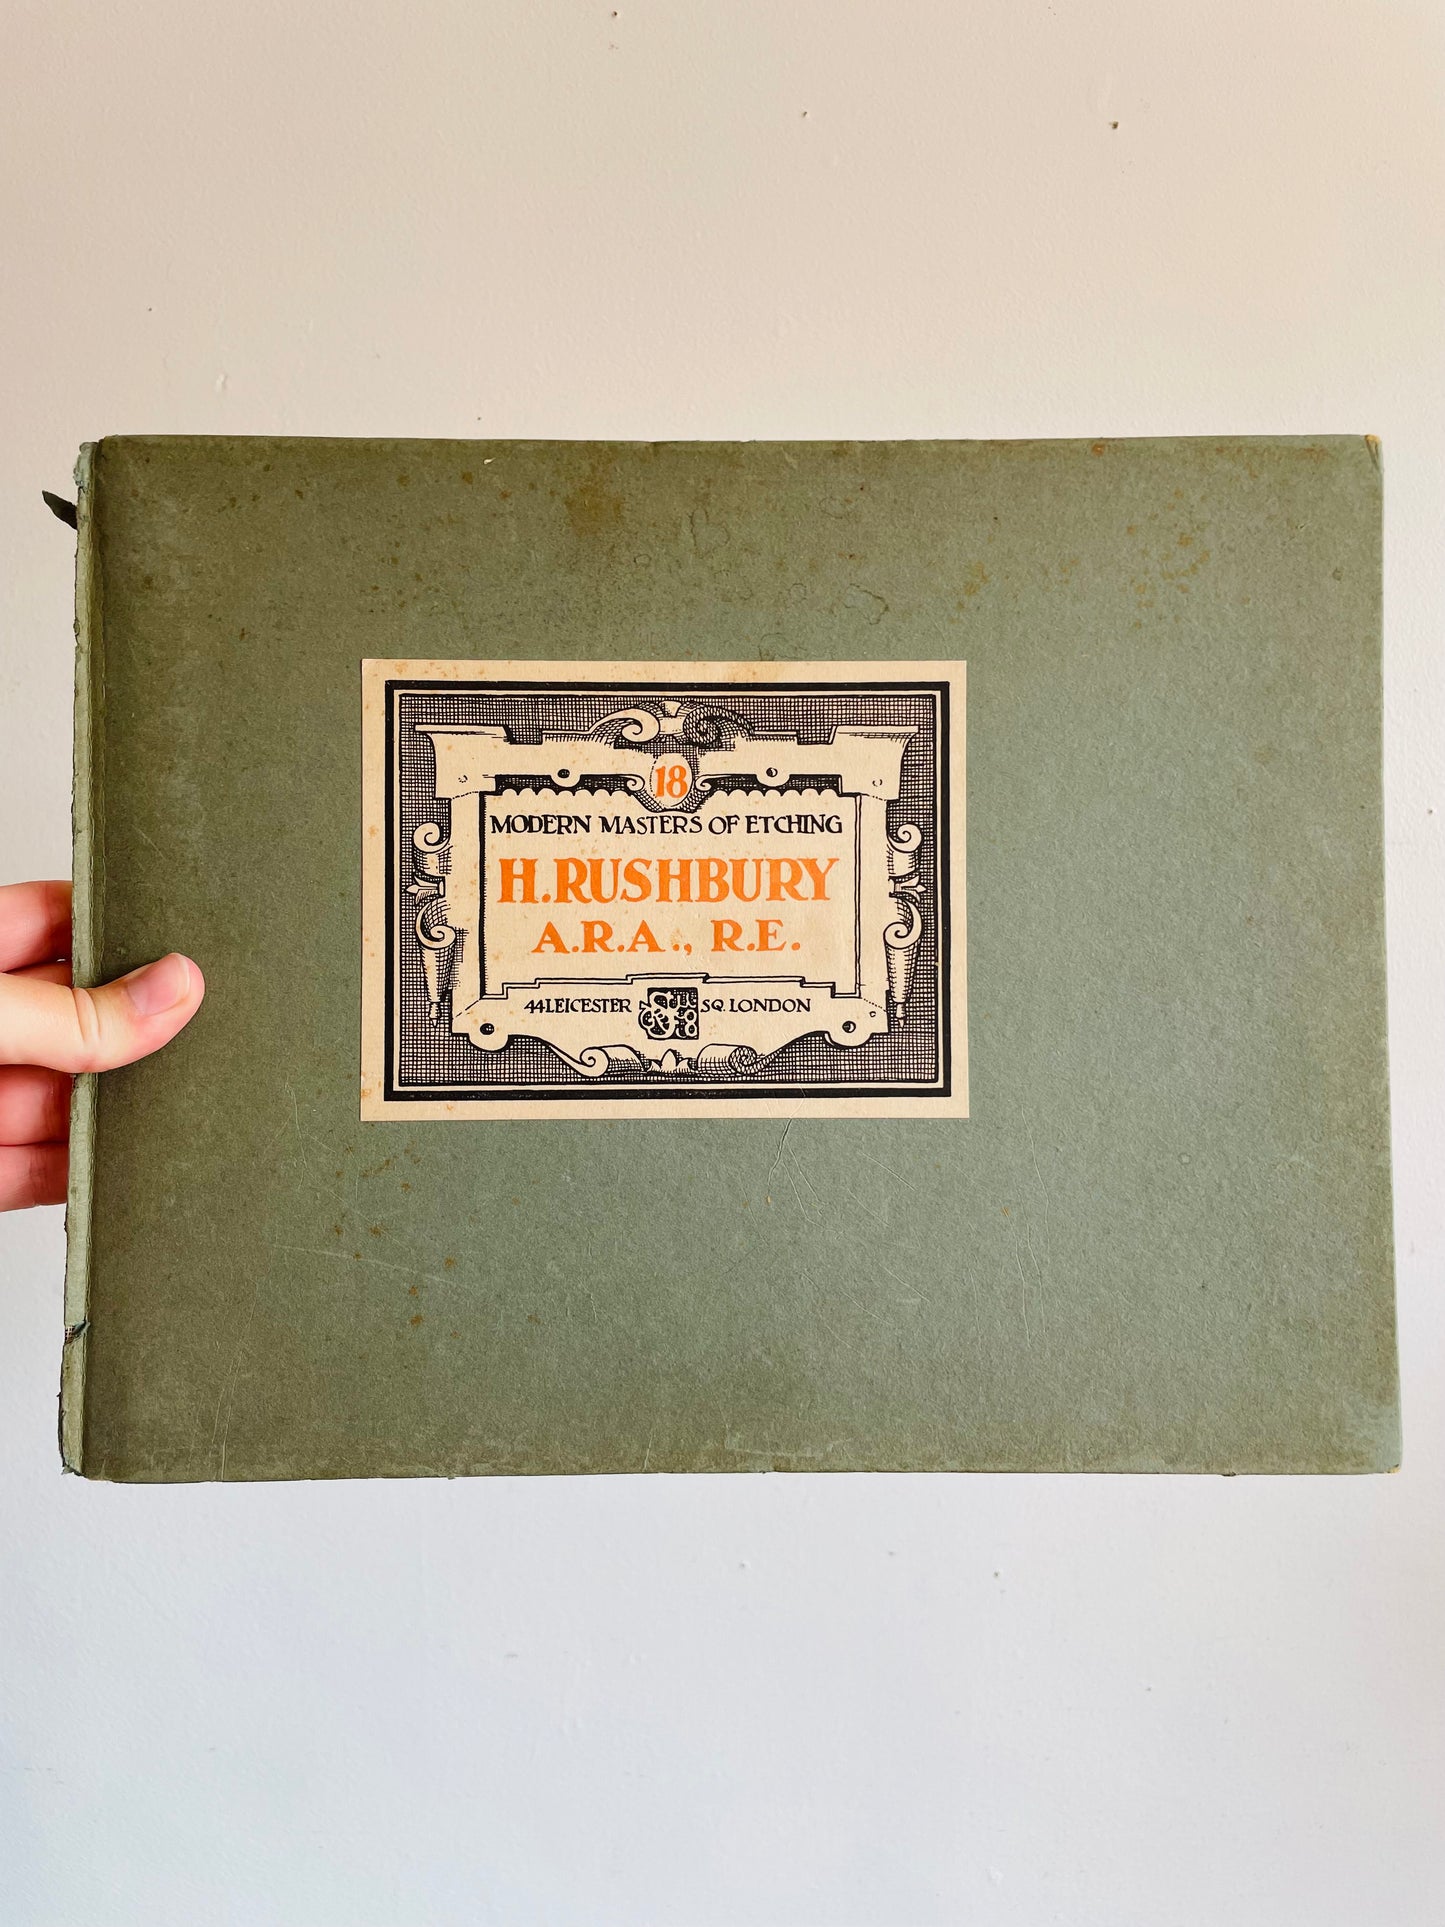 18
MODERN MASTERS OF ETCHING
H. RUSHBURY
A.R.A., R.E.
44 LEICESTER SQ. LONDON